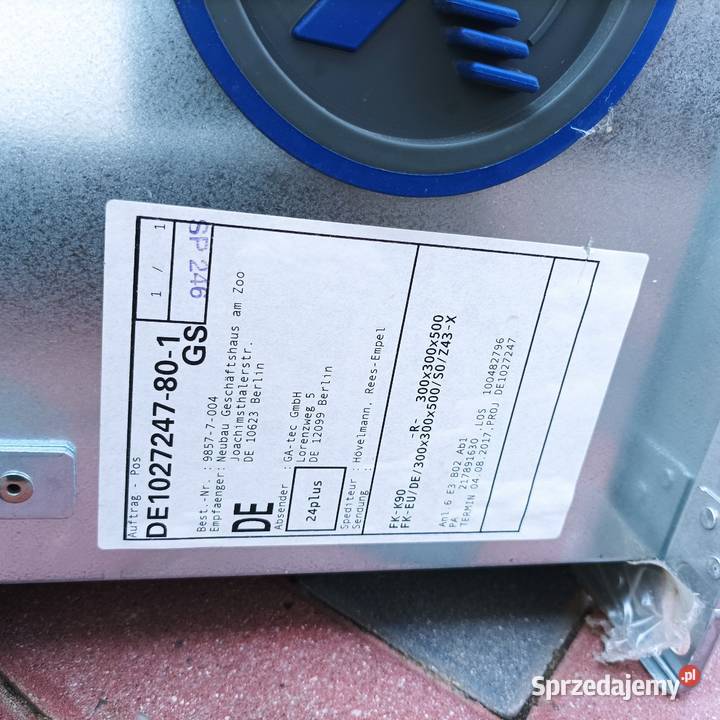 Auftrag - Pos
DE1027247-80-1
1 / 1
GS
SP 246
Best.-Nr. : 9857-7-004
Empfaenger: Neubau Geschäftshaus am Zoo
Joachimsthalerstr.
DE 10623 Berlin
DE
Absender : GA-tec GmbH
Lorenzweg 5
DE 12099 Berlin
24plus
Spediteur : Hövelmann, Rees-Empel
Sendung :
FK-K90 -R- 300x300x500
FK-EU/DE/300x300x500/S0/Z43-X
Anl.6 E3 B02 Ab1
PA 217891630 .LOS 100482796
TERMIN 04.08.2017.PROJ DE1027247
Sprzedajemy.pl